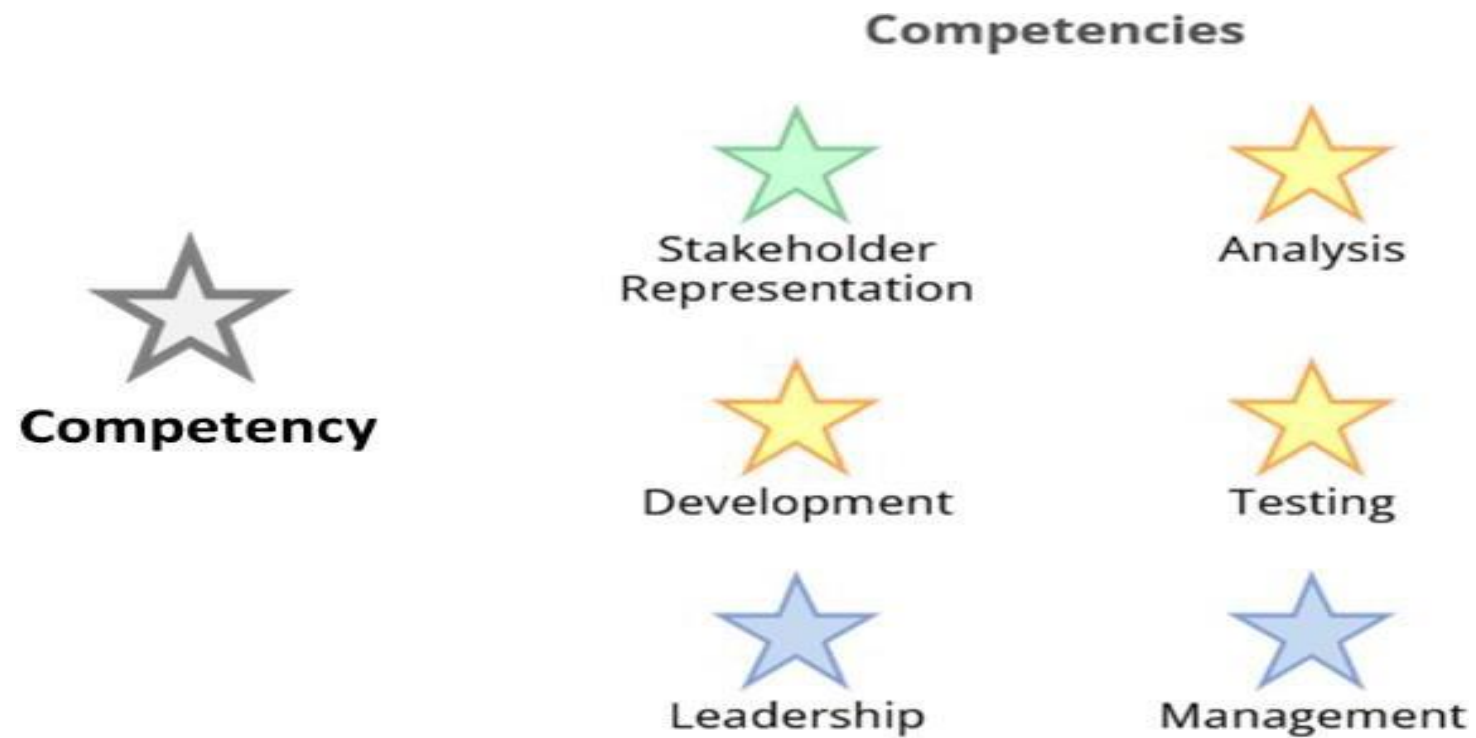 Competencies
Stakeholder
Representation
Analysis
Competency
Development
Testing
Leadership
Management